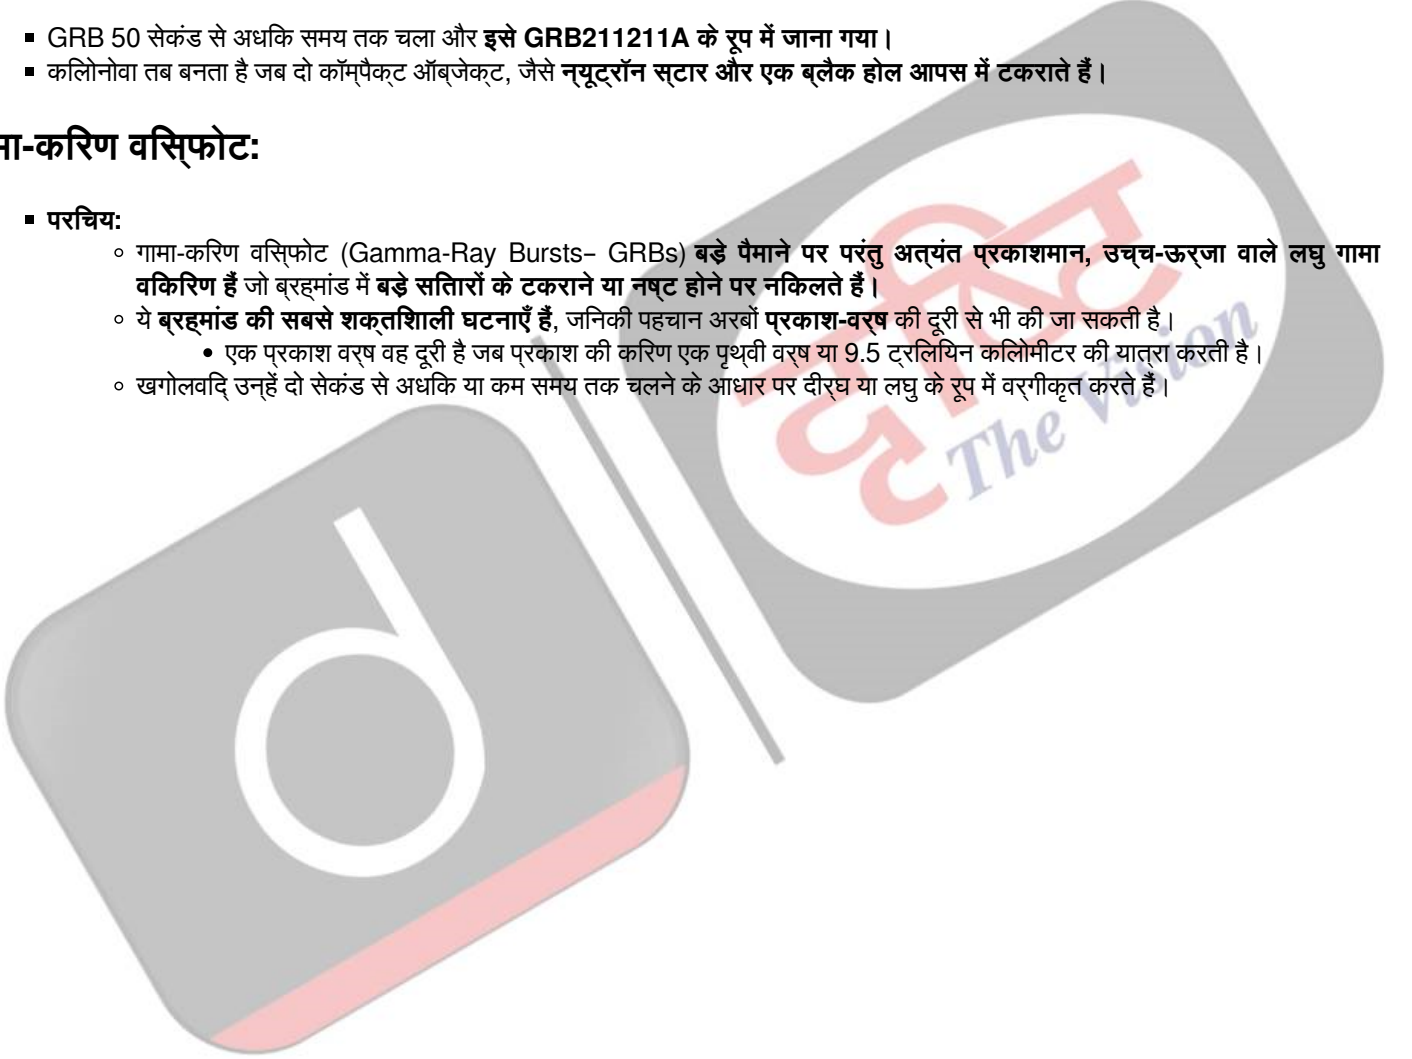 GRB 50 सेकंड से अधिक समय तक चला और इसे GRB211211A के रूप में जाना गया।
किलोनोवा तब बनता है जब दो कॉम्पैक्ट ऑब्जेक्ट, जैसे न्यूट्रॉन स्टार और एक ब्लैक होल आपस में टकराते हैं।
मा-किरण विस्फोट:
परिचय:
गामा-किरण विस्फोट (Gamma-Ray Bursts– GRBs) बड़े पैमाने पर परंतु अत्यंत प्रकाशमान, उच्च-ऊर्जा वाले लघु गामा
विकिरण हैं जो ब्रह्मांड में बड़े सितारों के टकराने या नष्ट होने पर निकलते हैं।
ये ब्रह्मांड की सबसे शक्तिशाली घटनाएँ हैं, जिनकी पहचान अरबों प्रकाश-वर्ष की दूरी से भी की जा सकती है।
एक प्रकाश वर्ष वह दूरी है जब प्रकाश की किरण एक पृथ्वी वर्ष या 9.5 ट्रिलियन किलोमीटर की यात्रा करती है।
खगोलविद् उन्हें दो सेकंड से अधिक या कम समय तक चलने के आधार पर दीर्घ या लघु के रूप में वर्गीकृत करते हैं।
दृष्टि
The Vision
d